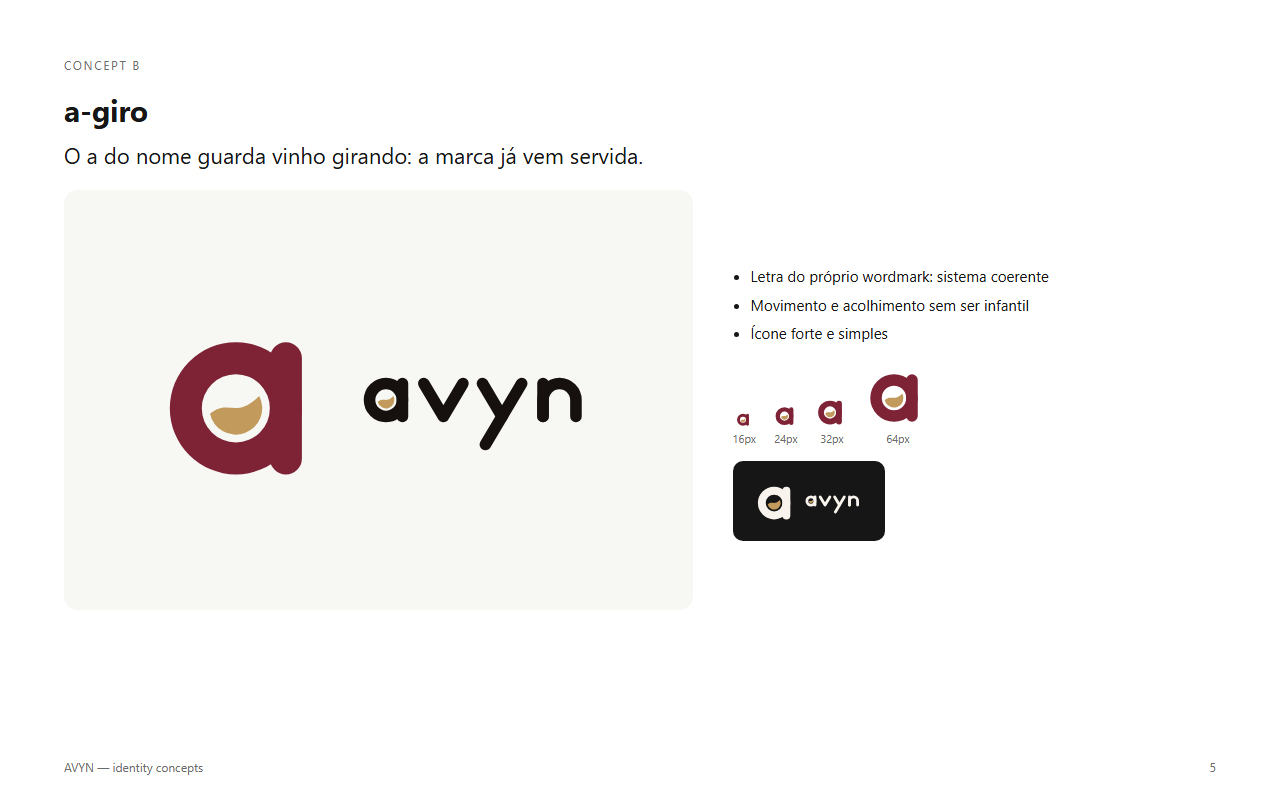 CONCEPT B
a-giro
O a do nome guarda vinho girando: a marca já vem servida.
a avyn
• Letra do próprio wordmark: sistema coerente
• Movimento e acolhimento sem ser infantil
• Ícone forte e simples
a a a a
16px 24px 32px 64px
a avyn
AVYN — identity concepts
5